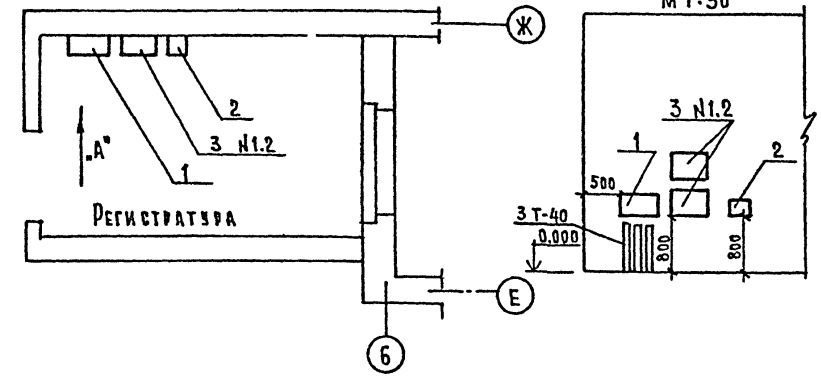 М 1:50
Ж
2
3 N1.2
„А"
1
РЕГИСТРАТУРА
Е
6
3 N1.2
1
2
500
3 Т-40
0,000
800
800